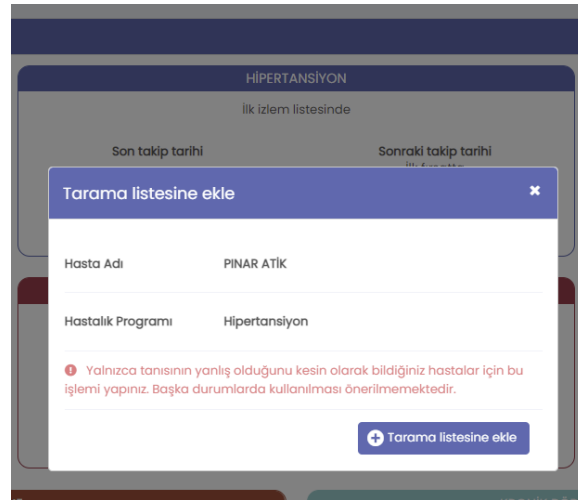 HİPERTANSİYON
İlk izlem listesinde
Son takip tarihi
Sonraki takip tarihi
Tarama listesine ekle
Hasta Adı
PINAR ATİK
Hastalık Programı
Hipertansiyon
Yalnızca tanısının yanlış olduğunu kesin olarak bildiğiniz hastalar için bu
işlemi yapınız. Başka durumlarda kullanılması önerilmemektedir.
Tarama listesine ekle